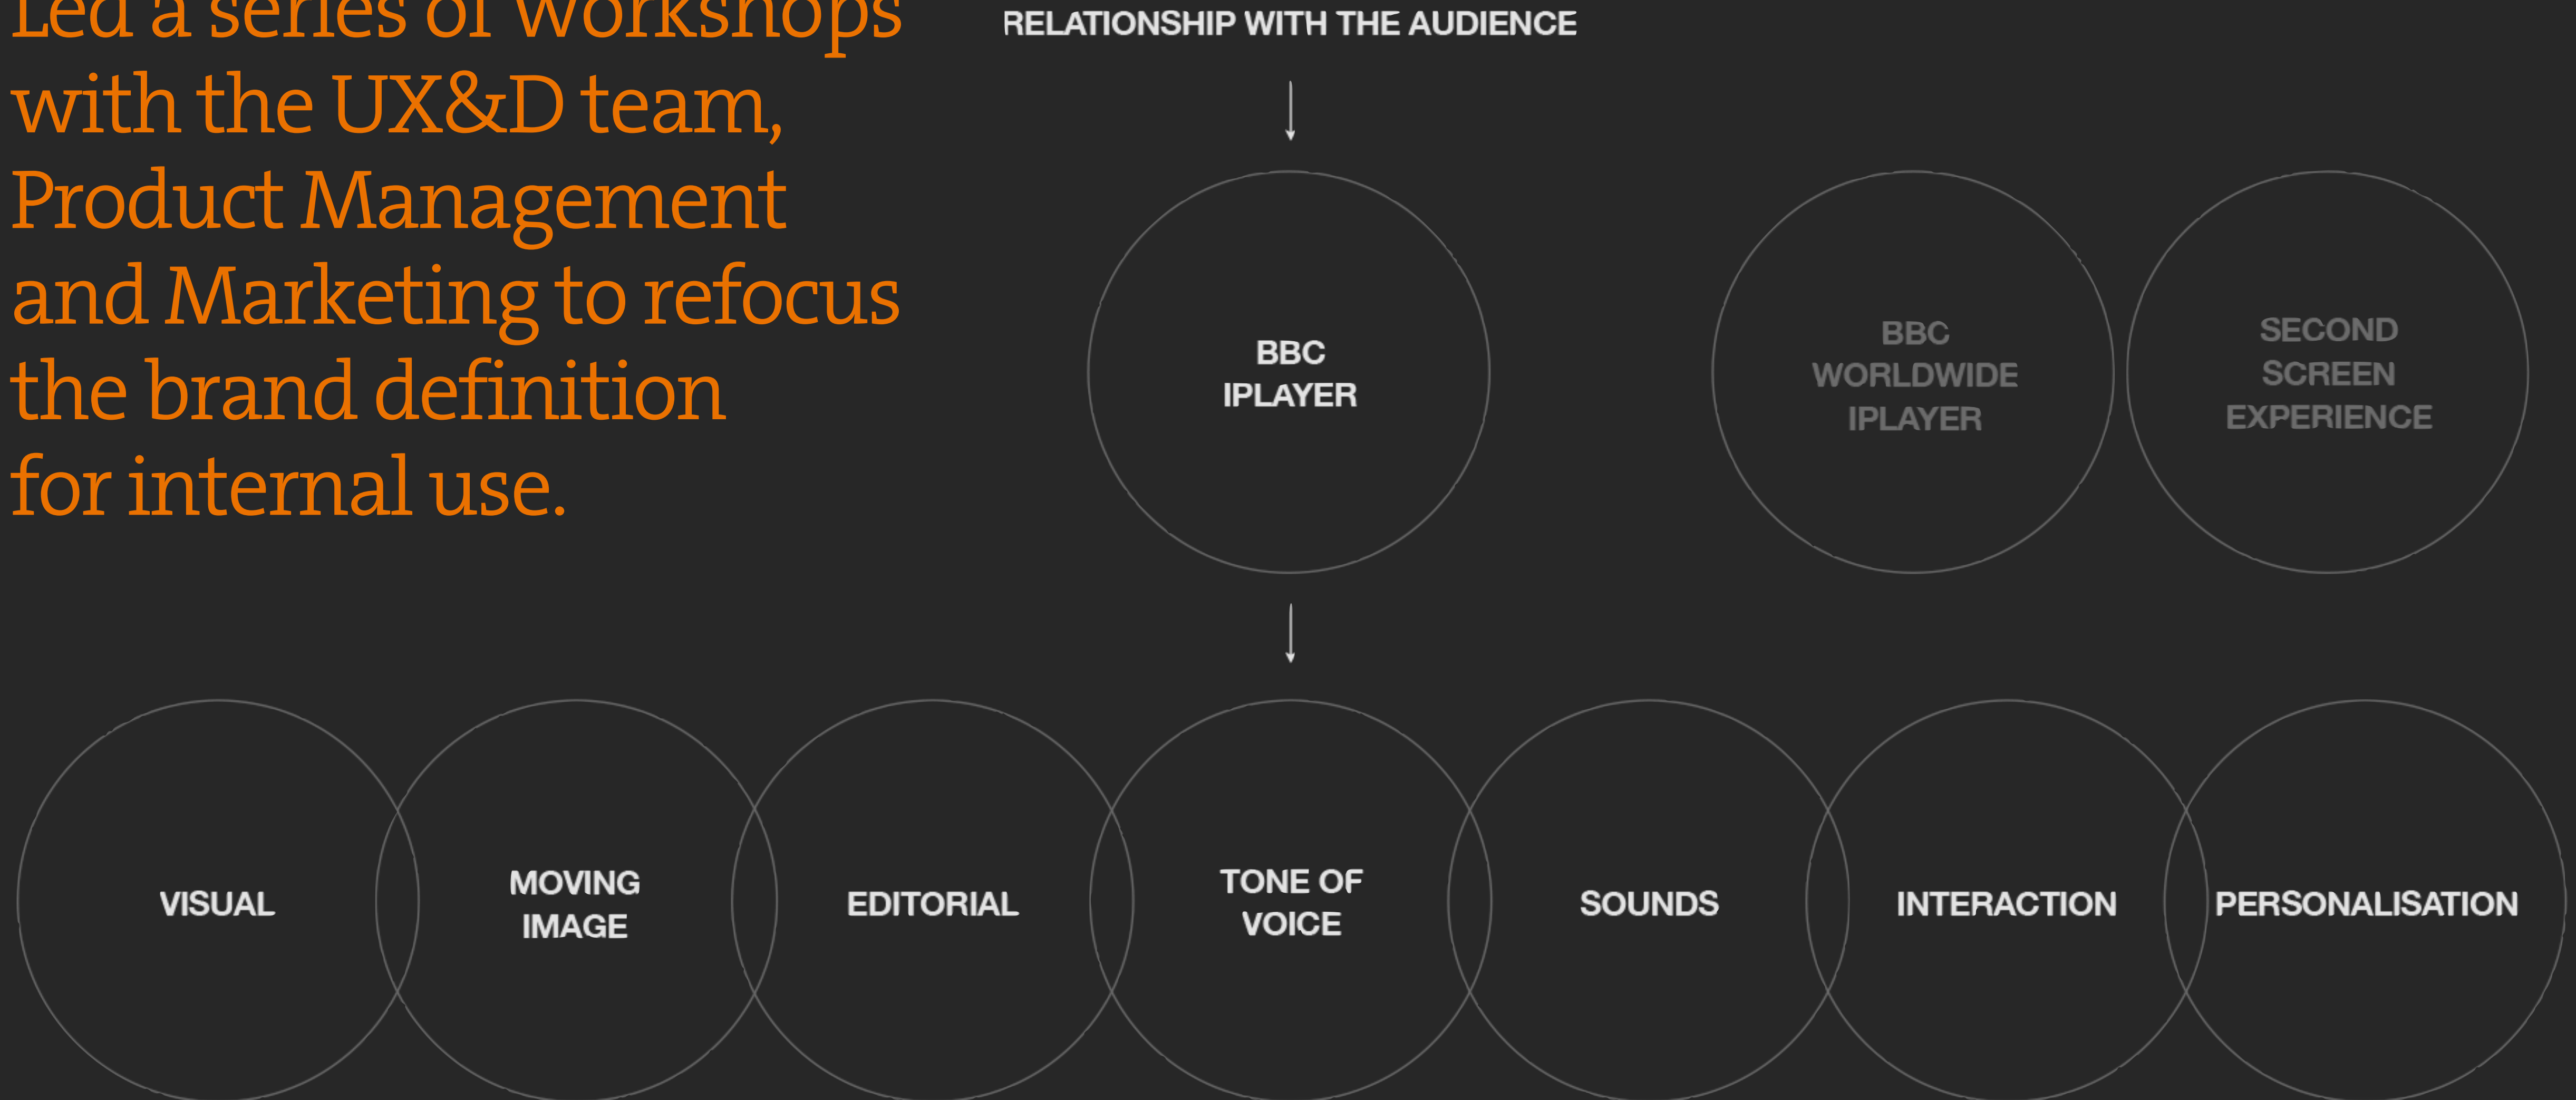 Led a series of workshops
with the UX&D team,
Product Management
and Marketing to refocus
the brand definition
for internal use.
RELATIONSHIP WITH THE AUDIENCE
BBC
IPLAYER
BBC
WORLDWIDE
IPLAYER
SECOND
SCREEN
EXPERIENCE
VISUAL
MOVING
IMAGE
EDITORIAL
TONE OF
VOICE
SOUNDS
INTERACTION
PERSONALISATION